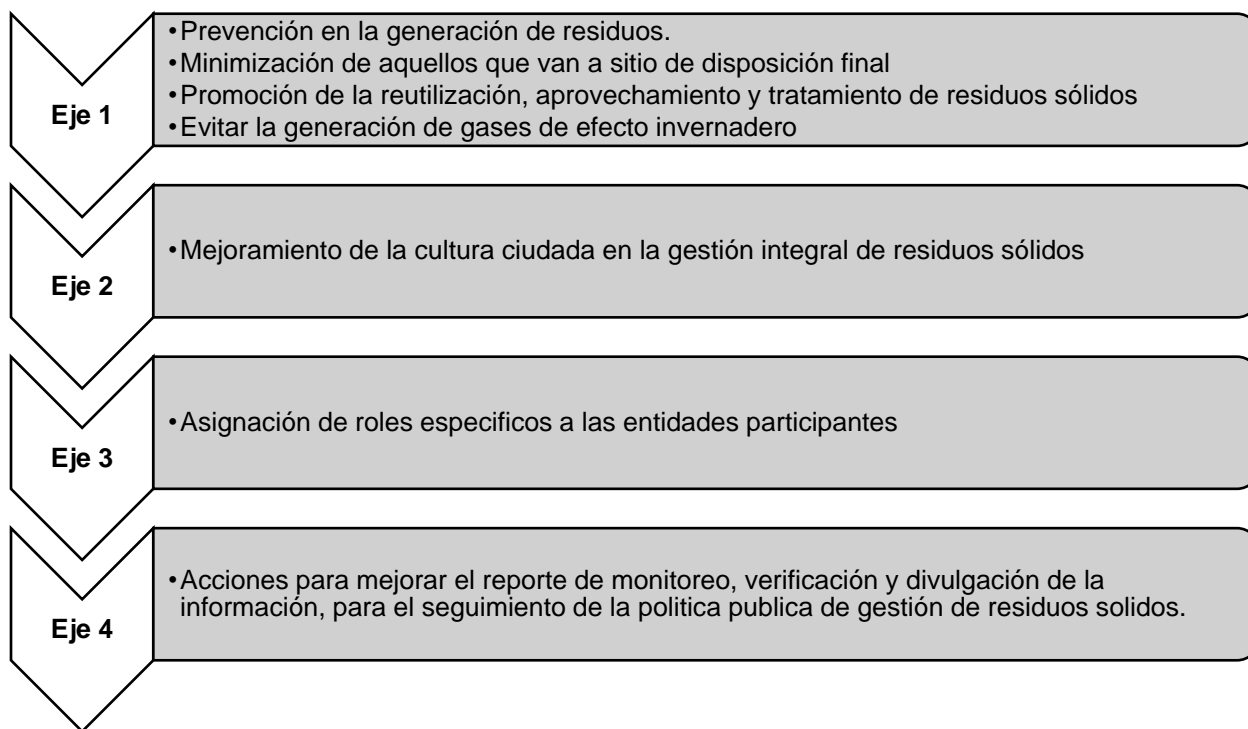 Eje 1
•Prevención en la generación de residuos.
•Minimización de aquellos que van a sitio de disposición final
•Promoción de la reutilización, aprovechamiento y tratamiento de residuos sólidos
•Evitar la generación de gases de efecto invernadero
Eje 2
•Mejoramiento de la cultura ciudada en la gestión integral de residuos sólidos
Eje 3
•Asignación de roles especificos a las entidades participantes
Eje 4
•Acciones para mejorar el reporte de monitoreo, verificación y divulgación de la
información, para el seguimiento de la politica publica de gestión de residuos solidos.